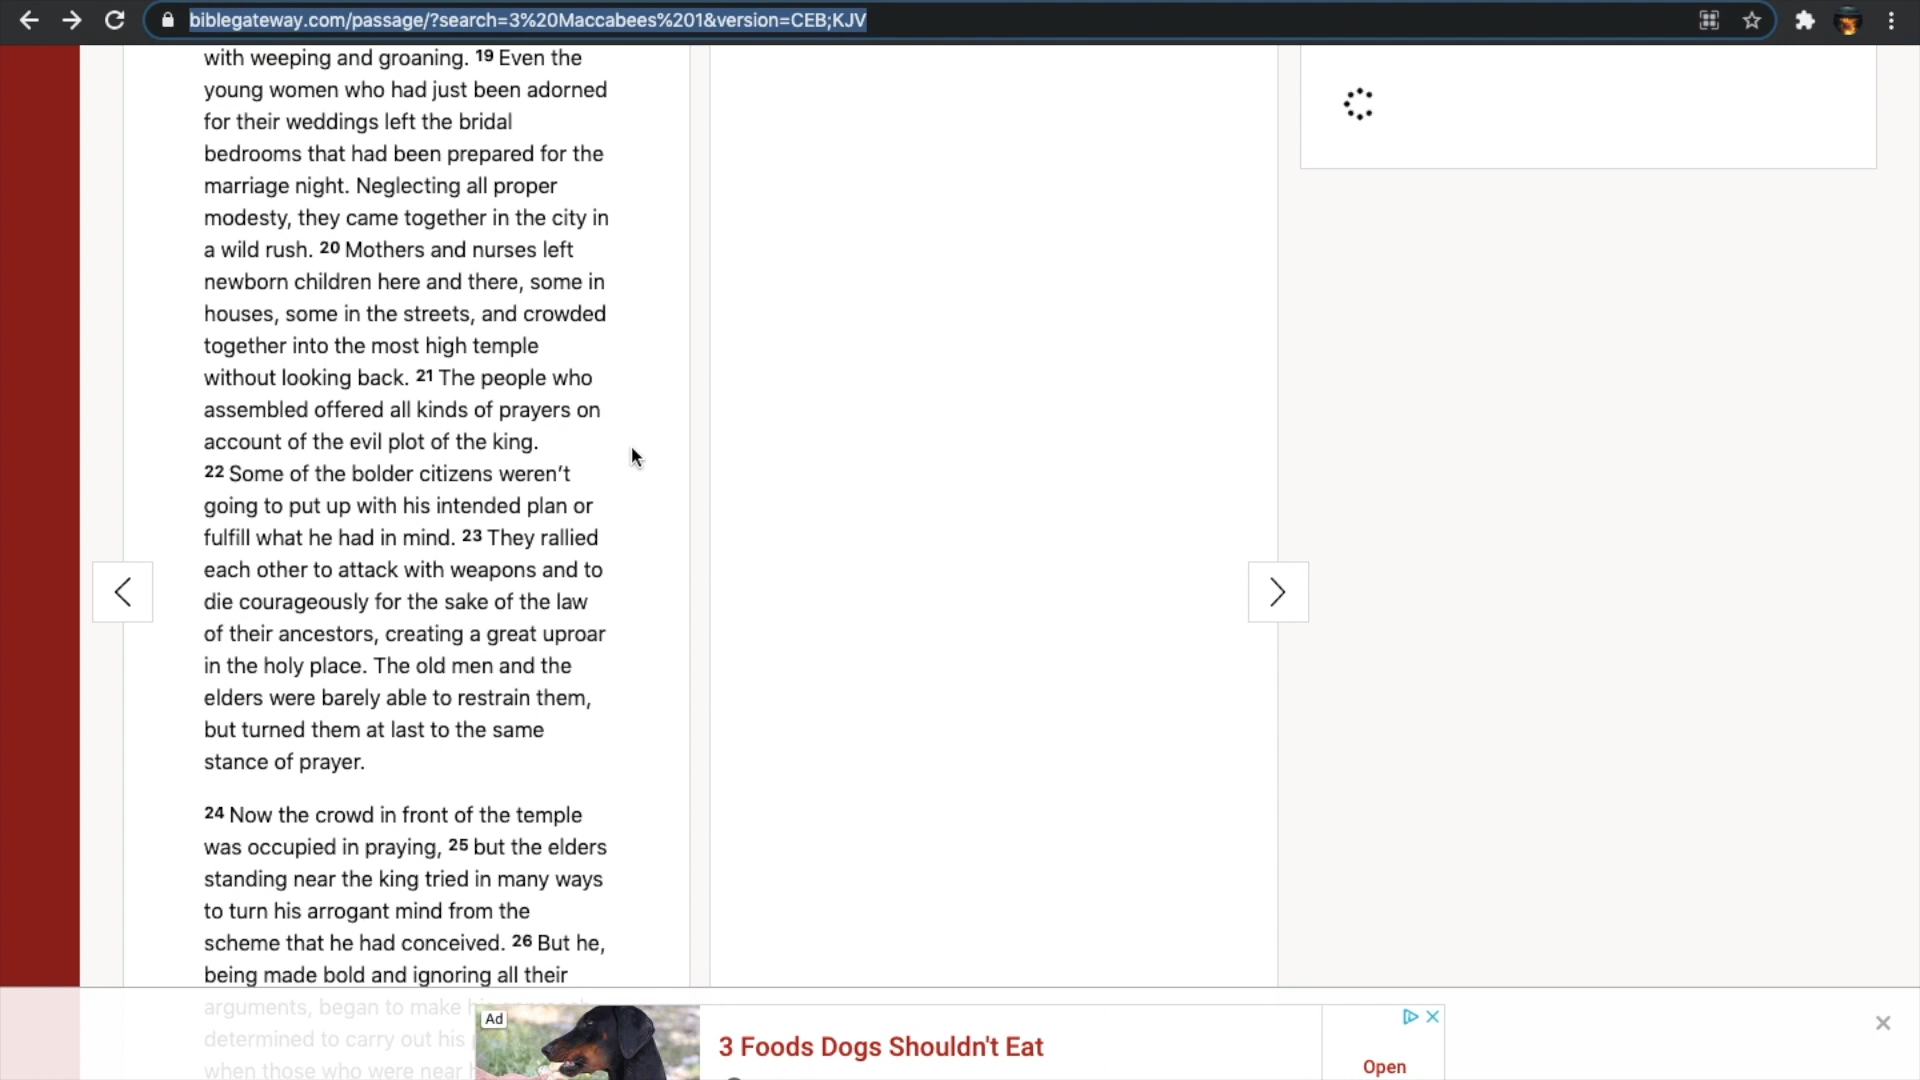 biblegateway.com/passage/?search=3%20Maccabees%201&version=CEB;KJV
with weeping and groaning. 19 Even the
young women who had just been adorned
for their weddings left the bridal
bedrooms that had been prepared for the
marriage night. Neglecting all proper
modesty, they came together in the city in
a wild rush. 20 Mothers and nurses left
newborn children here and there, some in
houses, some in the streets, and crowded
together into the most high temple
without looking back. 21 The people who
assembled offered all kinds of prayers on
account of the evil plot of the king.
22 Some of the bolder citizens weren’t
going to put up with his intended plan or
fulfill what he had in mind. 23 They rallied
each other to attack with weapons and to
die courageously for the sake of the law
of their ancestors, creating a great uproar
in the holy place. The old men and the
elders were barely able to restrain them,
but turned them at last to the same
stance of prayer.
24 Now the crowd in front of the temple
was occupied in praying, 25 but the elders
standing near the king tried in many ways
to turn his arrogant mind from the
scheme that he had conceived. 26 But he,
being made bold and ignoring all their
arguments, began to make
determined to carry out his
when those who were near
Ad
3 Foods Dogs Shouldn't Eat
Open